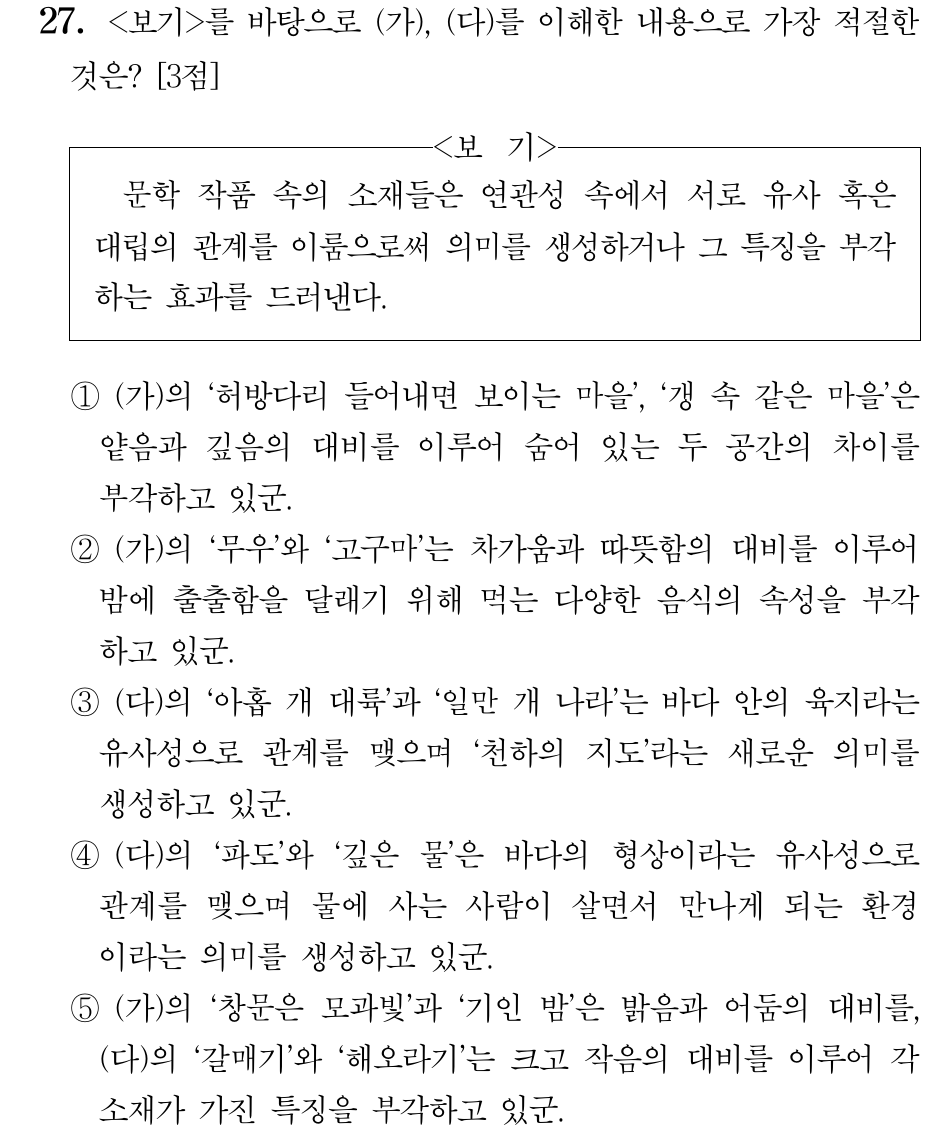 27. <보기>를 바탕으로 (가), (다)를 이해한 내용으로 가장 적절한
것은? [3점]
<보 기>
문학 작품 속의 소재들은 연관성 속에서 서로 유사 혹은
대립의 관계를 이룸으로써 의미를 생성하거나 그 특징을 부각
하는 효과를 드러낸다.
① (가)의 ‘허방다리 들어내면 보이는 마을’, ‘갱 속 같은 마을’은
얕음과 깊음의 대비를 이루어 숨어 있는 두 공간의 차이를
부각하고 있군.
② (가)의 ‘무우’와 ‘고구마’는 차가움과 따뜻함의 대비를 이루어
밤에 출출함을 달래기 위해 먹는 다양한 음식의 속성을 부각
하고 있군.
③ (다)의 ‘아홉 개 대륙’과 ‘일만 개 나라’는 바다 안의 육지라는
유사성으로 관계를 맺으며 ‘천하의 지도’라는 새로운 의미를
생성하고 있군.
④ (다)의 ‘파도’와 ‘깊은 물’은 바다의 형상이라는 유사성으로
관계를 맺으며 물에 사는 사람이 살면서 만나게 되는 환경
이라는 의미를 생성하고 있군.
⑤ (가)의 ‘창문은 모과빛’과 ‘기인 밤’은 밝음과 어둠의 대비를,
(다)의 ‘갈매기’와 ‘해오라기’는 크고 작음의 대비를 이루어 각
소재가 가진 특징을 부각하고 있군.